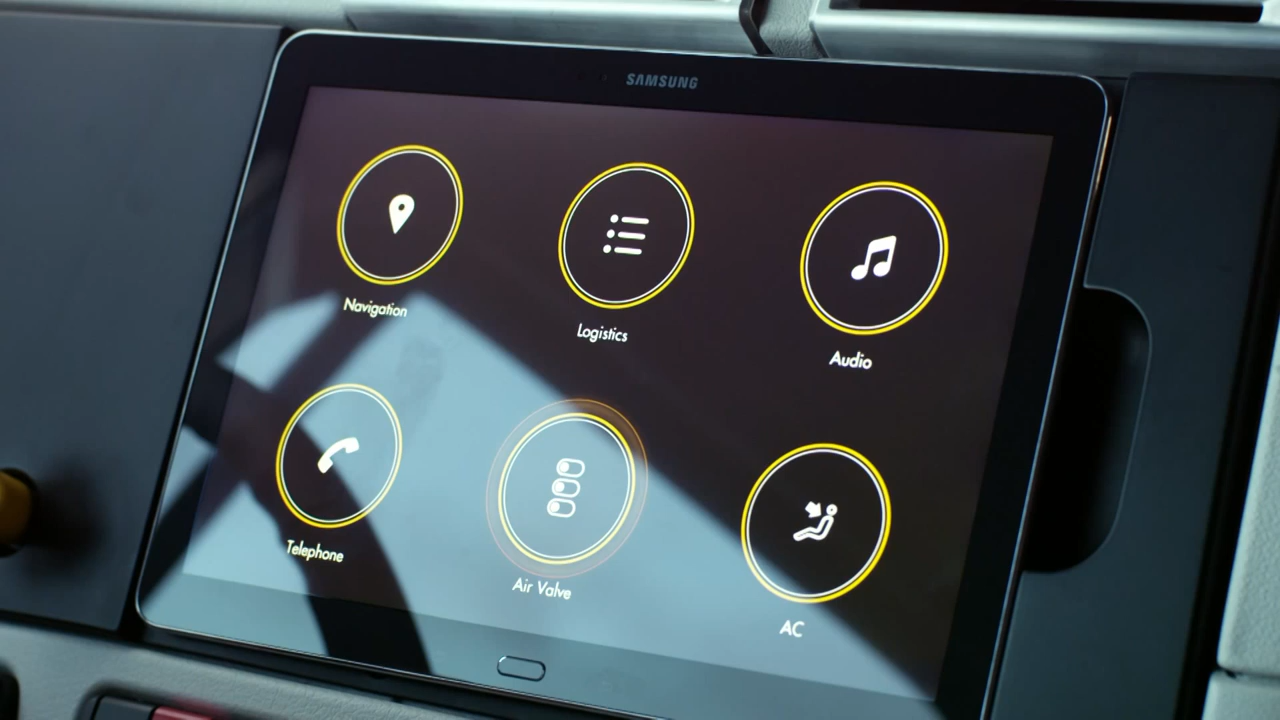 SAMSUNG
Navigation
Logistics
Audio
Telephone
Air Valve
AC